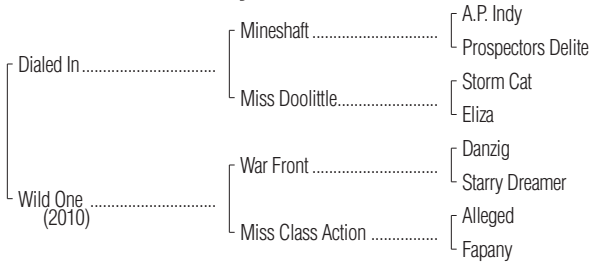 A.P. Indy
Mineshaft ............................
Prospectors Delite
Dialed In ................................
Storm Cat
Miss Doolittle........................
Eliza
Danzig
War Front ..............................
Starry Dreamer
Wild One ..............................
(2010)
Alleged
Miss Class Action ................
Fapany